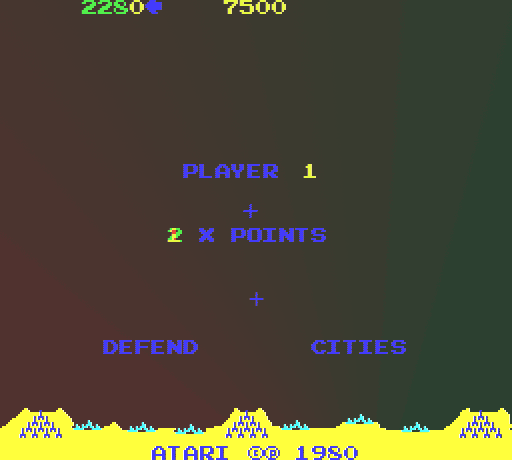 2280 7500
PLAYER 1
2 X POINTS
DEFEND CITIES
ATARI ©℗ 1980